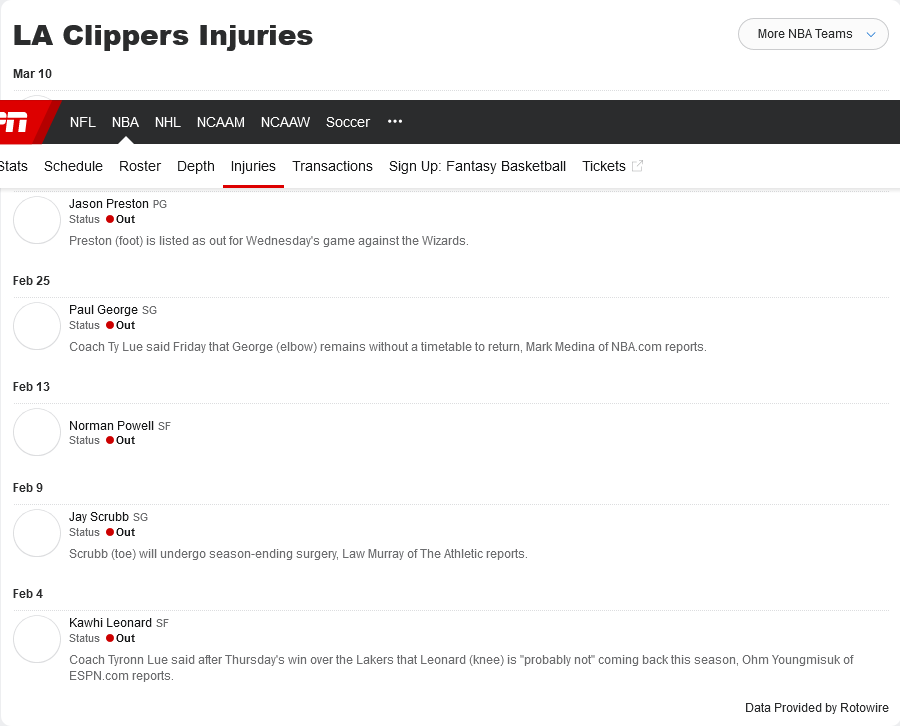 LA Clippers Injuries
More NBA Teams
Mar 10
NFL NBA NHL NCAAM NCAAW Soccer •••
Stats Schedule Roster Depth Injuries Transactions Sign Up: Fantasy Basketball Tickets
Jason Preston PG
Status Out
Preston (foot) is listed as out for Wednesday's game against the Wizards.
Feb 25
Paul George SG
Status Out
Coach Ty Lue said Friday that George (elbow) remains without a timetable to return, Mark Medina of NBA.com reports.
Feb 13
Norman Powell SF
Status Out
Feb 9
Jay Scrubb SG
Status Out
Scrubb (toe) will undergo season-ending surgery, Law Murray of The Athletic reports.
Feb 4
Kawhi Leonard SF
Status Out
Coach Tyronn Lue said after Thursday's win over the Lakers that Leonard (knee) is "probably not" coming back this season, Ohm Youngmisuk of
ESPN.com reports.
Data Provided by Rotowire